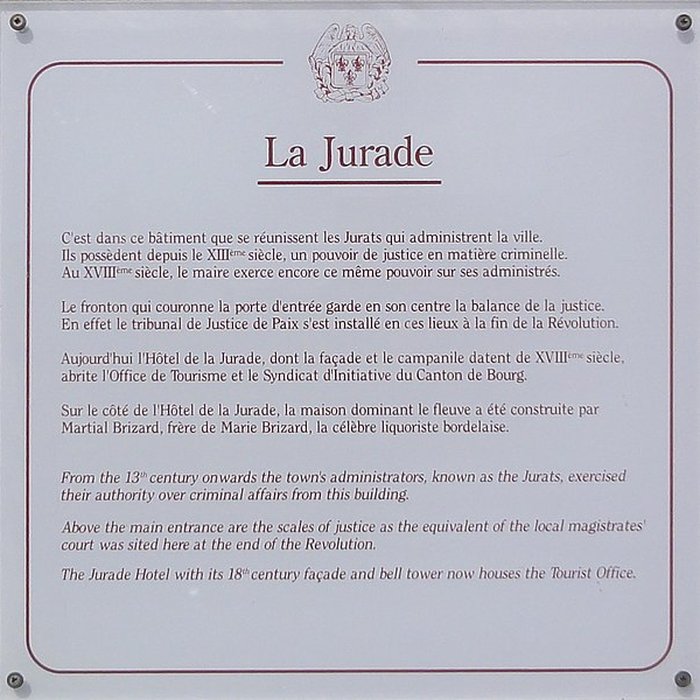 La Jurade
C'est dans ce bâtiment que se réunissent les Jurats qui administrent la ville.
Ils possèdent depuis le XIIIème siècle, un pouvoir de justice en matière criminelle.
Au XVIIIème siècle, le maire exerce encore ce même pouvoir sur ses administrés.
Le fronton qui couronne la porte d'entrée garde en son centre la balance de la justice.
En effet le tribunal de Justice de Paix s'est installé en ces lieux à la fin de la Révolution.
Aujourd'hui l'Hôtel de la Jurade, dont la façade et le campanile datent de XVIIIème siècle,
abrite l'Office de Tourisme et le Syndicat d'Initiative du Canton de Bourg.
Sur le côté de l'Hôtel de la Jurade, la maison dominant le fleuve a été construite par
Martial Brizard, frère de Marie Brizard, la célèbre liquoriste bordelaise.
From the 13th century onwards the town's administrators, known as the Jurats, exercised
their authority over criminal affairs from this building.
Above the main entrance are the scales of justice as the equivalent of the local magistrates'
court was sited here at the end of the Revolution.
The Jurade Hotel with its 18th century façade and bell tower now houses the Tourist Office.